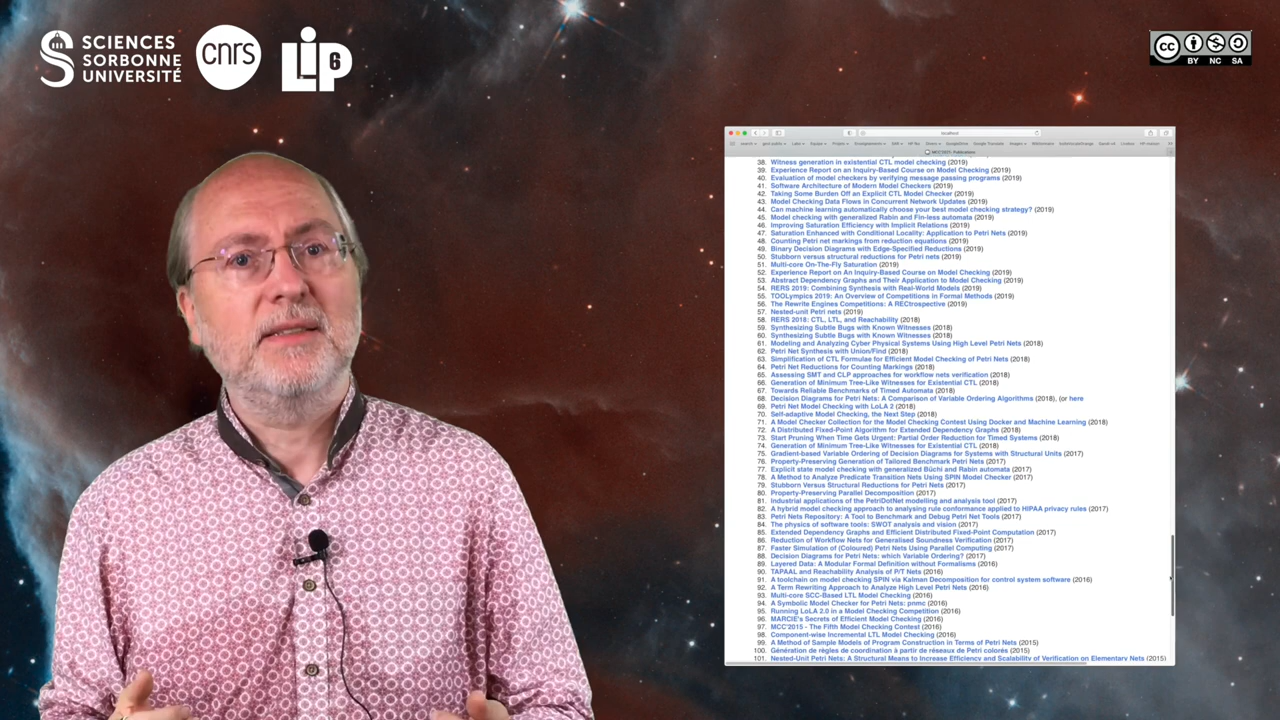 SCIENCES
SORBONNE
UNIVERSITÉ
cnrs
LIP6
CC
BY NC SA
localhost
MCC'2021: Publications
38. Witness generation in existential CTL model checking (2019)
39. Experience Report on an Inquiry-Based Course on Model Checking (2019)
40. Evaluation of model checkers by verifying message passing programs (2019)
41. Software Architecture of Modern Model Checkers (2019)
42. Taking Some Burden Off an Explicit CTL Model Checker (2019)
43. Model Checking Data Flows in Concurrent Network Updates (2019)
44. Can machine learning automatically choose your best model checking strategy? (2019)
45. Model checking with generalized Rabin and Fin-less automata (2019)
46. Improving Saturation Efficiency with Implicit Relations (2019)
47. Saturation Enhanced with Conditional Locality: Application to Petri Nets (2019)
48. Counting Petri net markings from reduction equations (2019)
49. Binary Decision Diagrams with Edge-Specified Reductions (2019)
50. Stubborn versus structural reductions for Petri nets (2019)
51. Multi-core On-The-Fly Saturation (2019)
52. Experience Report on An Inquiry-Based Course on Model Checking (2019)
53. Abstract Dependency Graphs and Their Application to Model Checking (2019)
54. RERS 2019: Combining Synthesis with Real-World Models (2019)
55. TOOLympics 2019: An Overview of Competitions in Formal Methods (2019)
56. The Rewrite Engines Competitions: A RECtrospective (2019)
57. Nested-unit Petri nets (2019)
58. RERS 2018: CTL, LTL, and Reachability (2018)
59. Synthesizing Subtle Bugs with Known Witnesses (2018)
60. Synthesizing Subtle Bugs with Known Witnesses (2018)
61. Modeling and Analyzing Cyber Physical Systems Using High Level Petri Nets (2018)
62. Petri Net Synthesis with Union/Find (2018)
63. Simplification of CTL Formulae for Efficient Model Checking of Petri Nets (2018)
64. Petri Net Reductions for Counting Markings (2018)
65. Assessing SMT and CLP approaches for workflow nets verification (2018)
66. Generation of Minimum Tree-Like Witnesses for Existential CTL (2018)
67. Towards Reliable Benchmarks of Timed Automata (2018)
68. Decision Diagrams for Petri Nets: A Comparison of Variable Ordering Algorithms (2018), (or here
69. Petri Net Model Checking with LoLA 2 (2018)
70. Self-adaptive Model Checking, the Next Step (2018)
71. A Model Checker Collection for the Model Checking Contest Using Docker and Machine Learning (2018)
72. A Distributed Fixed-Point Algorithm for Extended Dependency Graphs (2018)
73. Start Pruning When Time Gets Urgent: Partial Order Reduction for Timed Systems (2018)
74. Generation of Minimum Tree-Like Witnesses for Existential CTL (2018)
75. Gradient-based Variable Ordering of Decision Diagrams for Systems with Structural Units (2017)
76. Property-Preserving Generation of Tailored Benchmark Petri Nets (2017)
77. Explicit state model checking with generalized Büchi and Rabin automata (2017)
78. A Method to Analyze Predicate Transition Nets Using SPIN Model Checker (2017)
79. Stubborn Versus Structural Reductions for Petri Nets (2017)
80. Property-Preserving Parallel Decomposition (2017)
81. Industrial applications of the PetriDotNet modelling and analysis tool (2017)
82. A hybrid model checking approach to analysing rule conformance applied to HIPAA privacy rules (2017)
83. Petri Nets Repository: A Tool to Benchmark and Debug Petri Net Tools (2017)
84. The physics of software tools: SWOT analysis and vision (2017)
85. Extended Dependency Graphs and Efficient Distributed Fixed-Point Computation (2017)
86. Reduction of Workflow Nets for Generalised Soundness Verification (2017)
87. Faster Simulation of (Coloured) Petri Nets Using Parallel Computing (2017)
88. Decision Diagrams for Petri Nets: which Variable Ordering? (2017)
89. Layered Data: A Modular Formal Definition without Formalisms (2016)
90. TAPAAL and Reachability Analysis of P/T Nets (2016)
91. A toolchain on model checking SPIN via Kalman Decomposition for control system software (2016)
92. A Term Rewriting Approach to Analyze High Level Petri Nets (2016)
93. Multi-core SCC-Based LTL Model Checking (2016)
94. A Symbolic Model Checker for Petri Nets: pnmc (2016)
95. Running LoLA 2.0 in a Model Checking Competition (2016)
96. MARCIE's Secrets of Efficient Model Checking (2016)
97. MCC'2015 - The Fifth Model Checking Contest (2016)
98. Component-wise Incremental LTL Model Checking (2016)
99. A Method of Sample Models of Program Construction in Terms of Petri Nets (2015)
100. Génération de règles de coordination à partir de réseaux de Petri colorés (2015)
101. Nested-Unit Petri Nets: A Structural Means to Increase Efficiency and Scalability of Verification on Elementary Nets (2015)